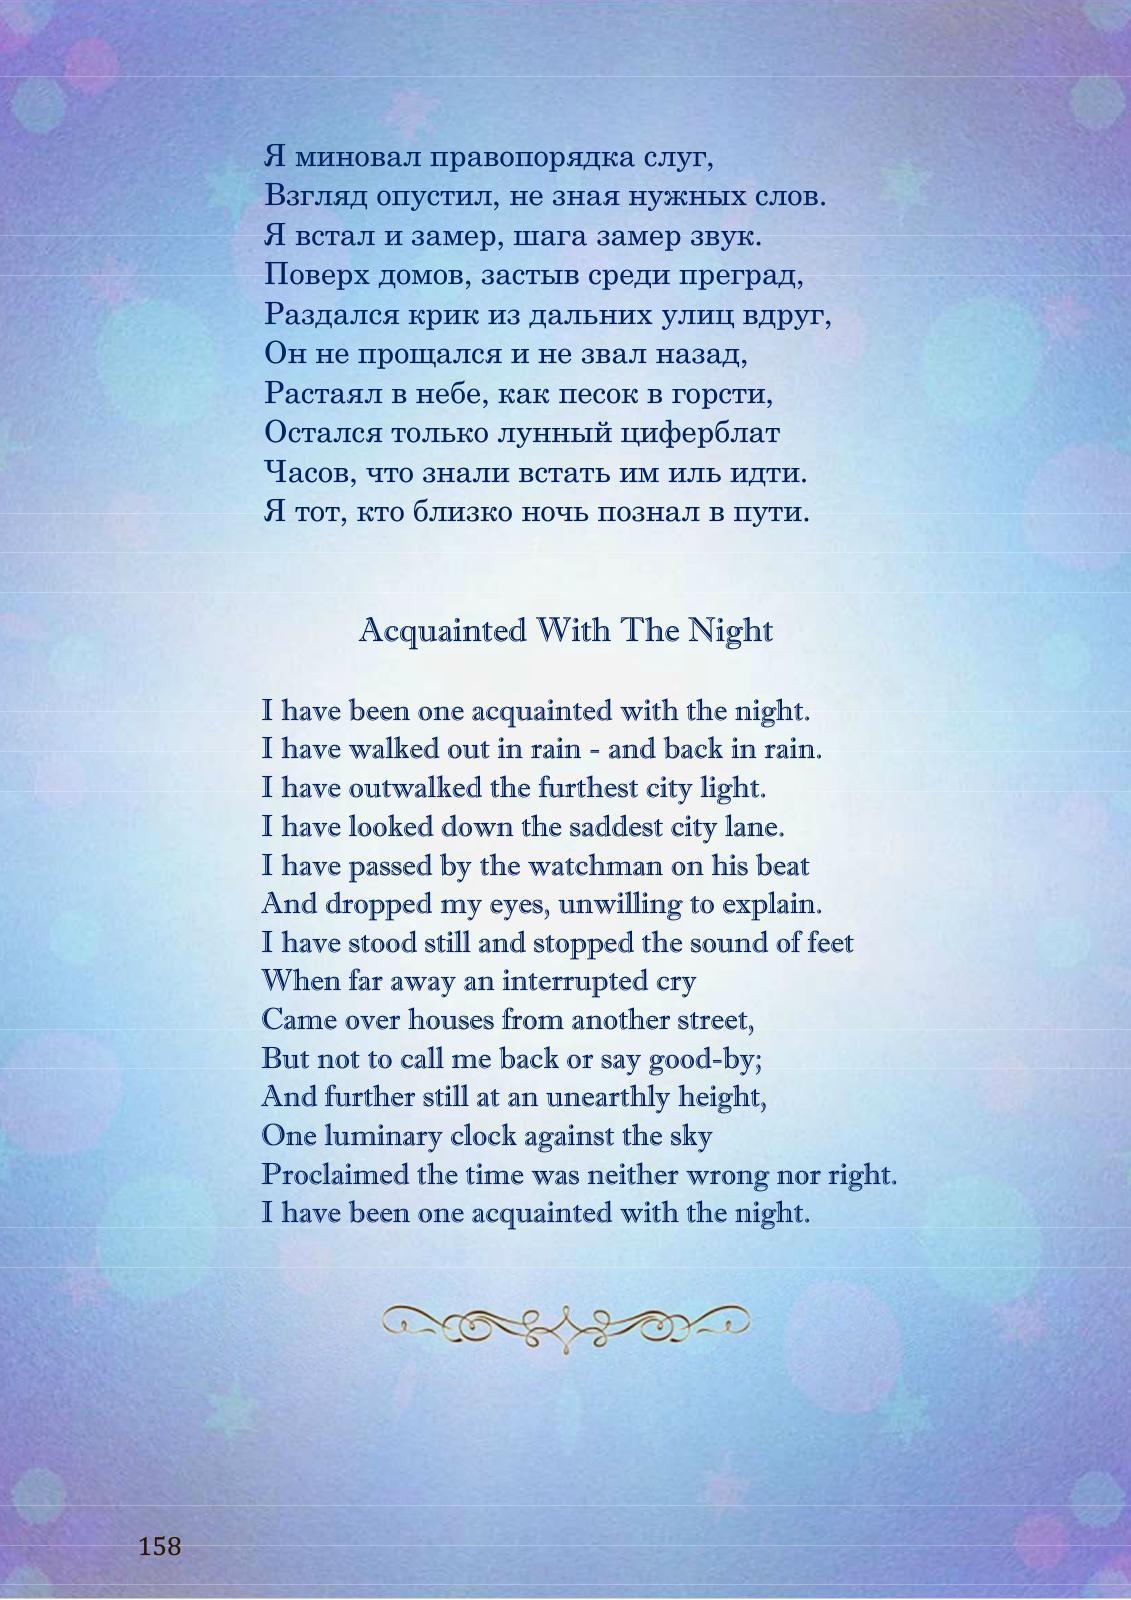 Я миновал правопорядка слуг,
Взгляд опустил, не зная нужных слов.
Я встал и замер, шага замер звук.
Поверх домов, застыв среди преград,
Раздался крик из дальних улиц вдруг,
Он не прощался и не звал назад,
Растаял в небе, как песок в горсти,
Остался только лунный циферблат
Часов, что знали встать им иль идти.
Я тот, кто близко ночь познал в пути.
Acquainted With The Night
I have been one acquainted with the night.
I have walked out in rain - and back in rain.
I have outwalked the furthest city light.
I have looked down the saddest city lane.
I have passed by the watchman on his beat
And dropped my eyes, unwilling to explain.
I have stood still and stopped the sound of feet
When far away an interrupted cry
Came over houses from another street,
But not to call me back or say good-by;
And further still at an unearthly height,
One luminary clock against the sky
Proclaimed the time was neither wrong nor right.
I have been one acquainted with the night.
158